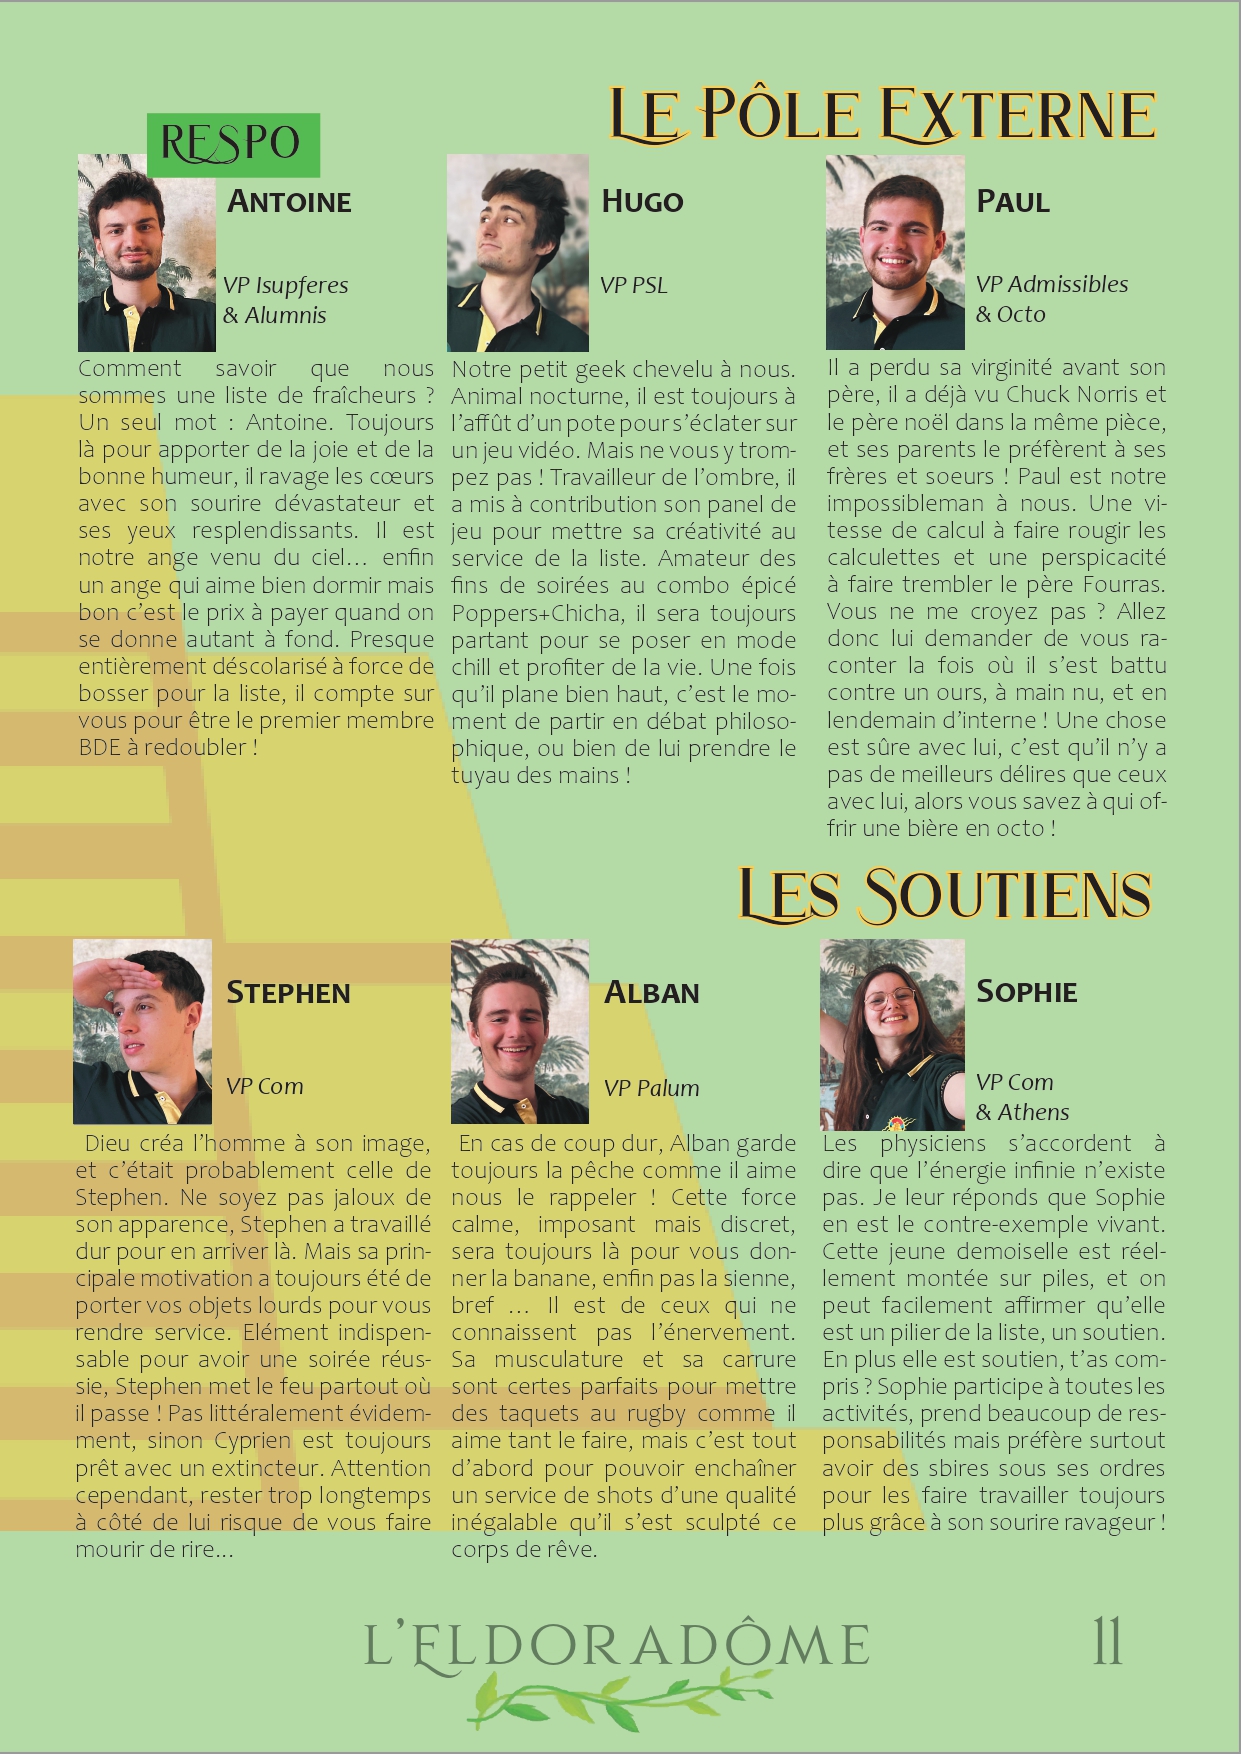 LE PÔLE EXTERNE
RESPO
ANTOINE
VP Isupferes
& Alumnis
Comment savoir que nous
sommes une liste de fraîcheurs ?
Un seul mot : Antoine. Toujours
là pour apporter de la joie et de la
bonne humeur, il ravage les cœurs
avec son sourire dévastateur et
ses yeux resplendissants. Il est
notre ange venu du ciel... enfin
un ange qui aime bien dormir mais
bon c'est le prix à payer quand on
se donne autant à fond. Presque
entièrement déscolarisé à force de
bosser pour la liste, il compte sur
vous pour être le premier membre
BDE à redoubler !
HUGO
VP PSL
Notre petit geek chevelu à nous.
Animal nocturne, il est toujours à
l'affût d'un pote pour s'éclater sur
un jeu vidéo. Mais ne vous y trom-
pez pas ! Travailleur de l'ombre, il
a mis à contribution son panel de
jeu pour mettre sa créativité au
service de la liste. Amateur des
fins de soirées au combo épicé
Poppers+Chicha, il sera toujours
partant pour se poser en mode
chill et profiter de la vie. Une fois
qu'il plane bien haut, c'est le mo-
ment de partir en débat philoso-
phique, ou bien de lui prendre le
tuyau des mains !
PAUL
VP Admissibles
& Octo
Il a perdu sa virginité avant son
père, il a déjà vu Chuck Norris et
le père noël dans la même pièce,
et ses parents le préfèrent à ses
frères et soeurs ! Paul est notre
impossibleman à nous. Une vi-
tesse de calcul à faire rougir les
calculettes et une perspicacité
à faire trembler le père Fourras.
Vous ne me croyez pas ? Allez
donc lui demander de vous ra-
conter la fois où il s'est battu
contre un ours, à main nu, et en
lendemain d'interne ! Une chose
est sûre avec lui, c'est qu'il n'y a
pas de meilleurs délires que ceux
avec lui, alors vous savez à qui of-
frir une bière en octo !
LES SOUTIENS
STEPHEN
VP Com
Dieu créa l'homme à son image,
et c'était probablement celle de
Stephen. Ne soyez pas jaloux de
son apparence, Stephen a travaillé
dur pour en arriver là. Mais sa prin-
cipale motivation a toujours été de
porter vos objets lourds pour vous
rendre service. Elément indispen-
sable pour avoir une soirée réus-
sie, Stephen met le feu partout où
il passe ! Pas littéralement évidem-
ment, sinon Cyprien est toujours
prêt avec un extincteur. Attention
cependant, rester trop longtemps
à côté de lui risque de vous faire
mourir de rire...
ALBAN
VP Palum
En cas de coup dur, Alban garde
toujours la pêche comme il aime
nous le rappeler ! Cette force
calme, imposant mais discret,
sera toujours là pour vous don-
ner la banane, enfin pas la sienne,
bref ... Il est de ceux qui ne
connaissent pas l'énervement.
Sa musculature et sa carrure
sont certes parfaits pour mettre
des taquets au rugby comme il
aime tant le faire, mais c'est tout
d'abord pour pouvoir enchaîner
un service de shots d'une qualité
inégalable qu'il s'est sculpté ce
corps de rêve.
SOPHIE
VP Com
& Athens
Les physiciens s'accordent à
dire que l'énergie infinie n'existe
pas. Je leur réponds que Sophie
en est le contre-exemple vivant.
Cette jeune demoiselle est réel-
lement montée sur piles, et on
peut facilement affirmer qu'elle
est un pilier de la liste, un soutien.
En plus elle est soutien, t'as com-
pris ? Sophie participe à toutes les
activités, prend beaucoup de res-
ponsabilités mais préfère surtout
avoir des sbires sous ses ordres
pour les faire travailler toujours
plus grâce à son sourire ravageur !
L'ELDORADÔME
11